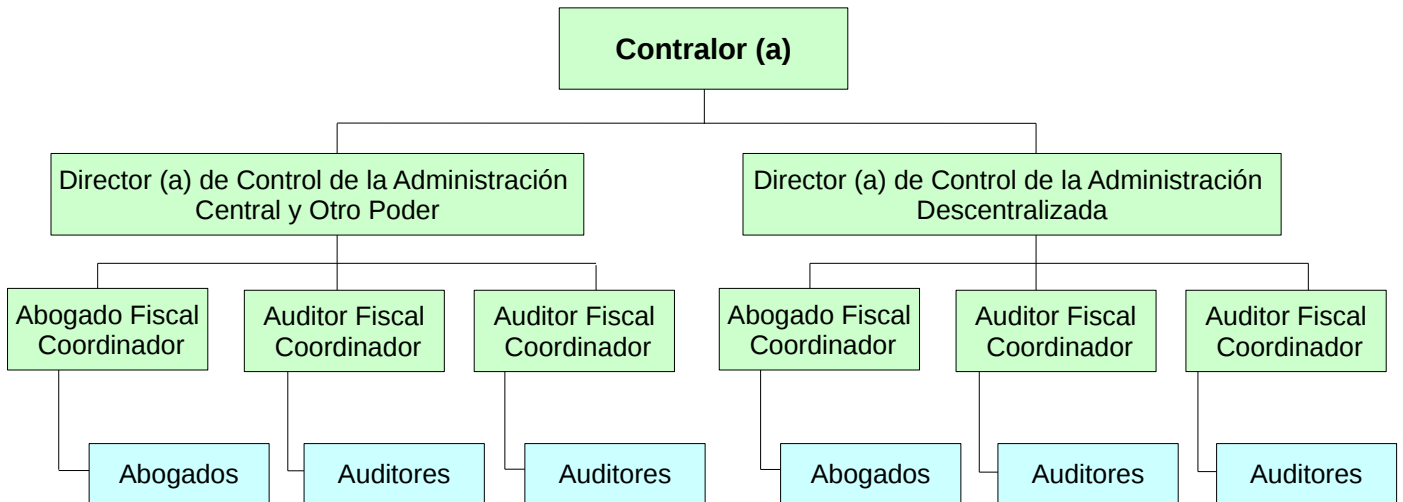 Contralor (a)
Director (a) de Control de la Administración
Central y Otro Poder
Director (a) de Control de la Administración
Descentralizada
Abogado Fiscal
Coordinador
Auditor Fiscal
Coordinador
Auditor Fiscal
Coordinador
Abogado Fiscal
Coordinador
Auditor Fiscal
Coordinador
Auditor Fiscal
Coordinador
Abogados
Auditores
Auditores
Abogados
Auditores
Auditores